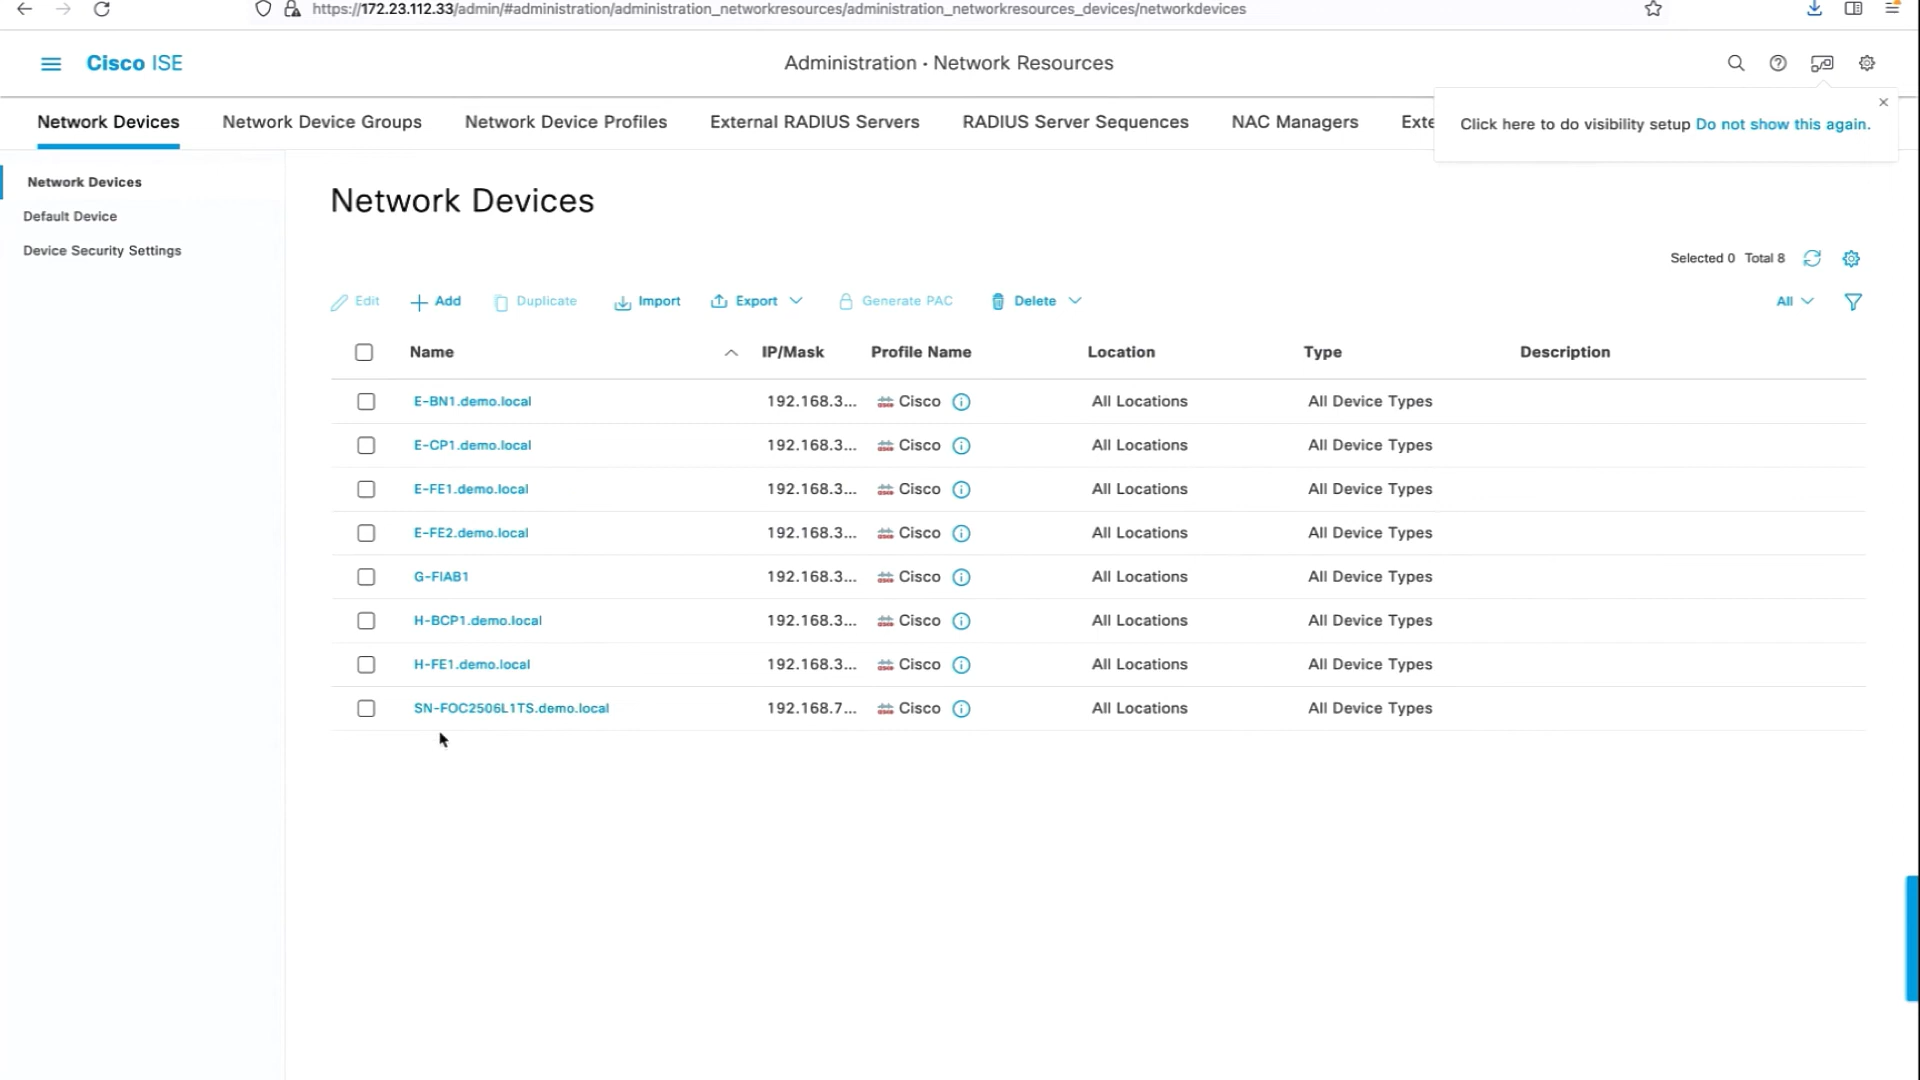 https://172.23.112.33/admin/#administration/administration_networkresources/administration_networkresources_devices/networkdevices
Cisco ISE
Administration · Network Resources
Network Devices Network Device Groups Network Device Profiles External RADIUS Servers RADIUS Server Sequences NAC Managers Exte
Click here to do visibility setup Do not show this again.
Network Devices
Default Device
Device Security Settings
Network Devices
Selected 0 Total 8
Edit Add Duplicate Import Export Generate PAC Delete All
Name IP/Mask Profile Name Location Type Description
E-BN1.demo.local 192.168.3... Cisco All Locations All Device Types
E-CP1.demo.local 192.168.3... Cisco All Locations All Device Types
E-FE1.demo.local 192.168.3... Cisco All Locations All Device Types
E-FE2.demo.local 192.168.3... Cisco All Locations All Device Types
G-FIAB1 192.168.3... Cisco All Locations All Device Types
H-BCP1.demo.local 192.168.3... Cisco All Locations All Device Types
H-FE1.demo.local 192.168.3... Cisco All Locations All Device Types
SN-FOC2506L1TS.demo.local 192.168.7... Cisco All Locations All Device Types